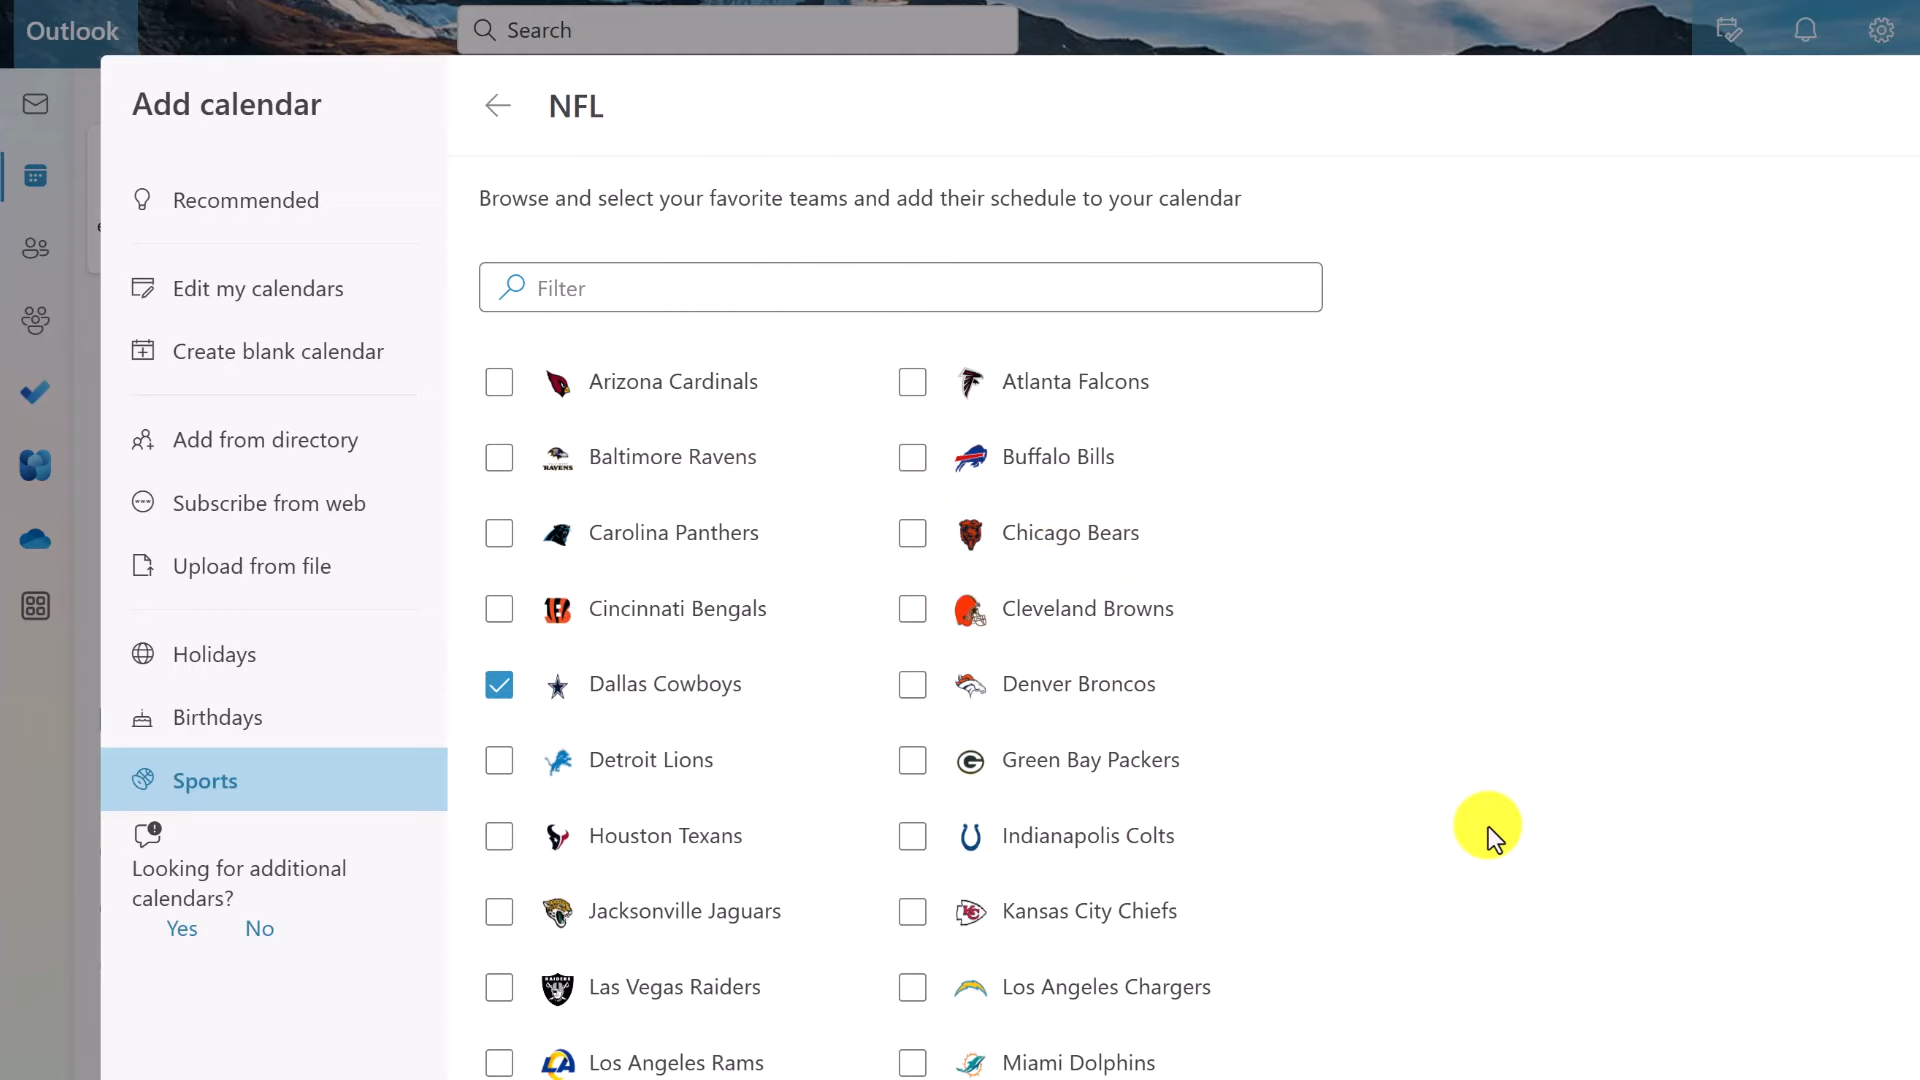 Outlook
Search
Add calendar
NFL
Recommended
Browse and select your favorite teams and add their schedule to your calendar
Edit my calendars
Filter
Create blank calendar
Arizona Cardinals
Atlanta Falcons
Add from directory
Baltimore Ravens
Buffalo Bills
Subscribe from web
Carolina Panthers
Chicago Bears
Upload from file
Cincinnati Bengals
Cleveland Browns
Holidays
Dallas Cowboys
Denver Broncos
Birthdays
Detroit Lions
Green Bay Packers
Sports
Houston Texans
Indianapolis Colts
Looking for additional
calendars?
Yes No
Jacksonville Jaguars
Kansas City Chiefs
Las Vegas Raiders
Los Angeles Chargers
Los Angeles Rams
Miami Dolphins